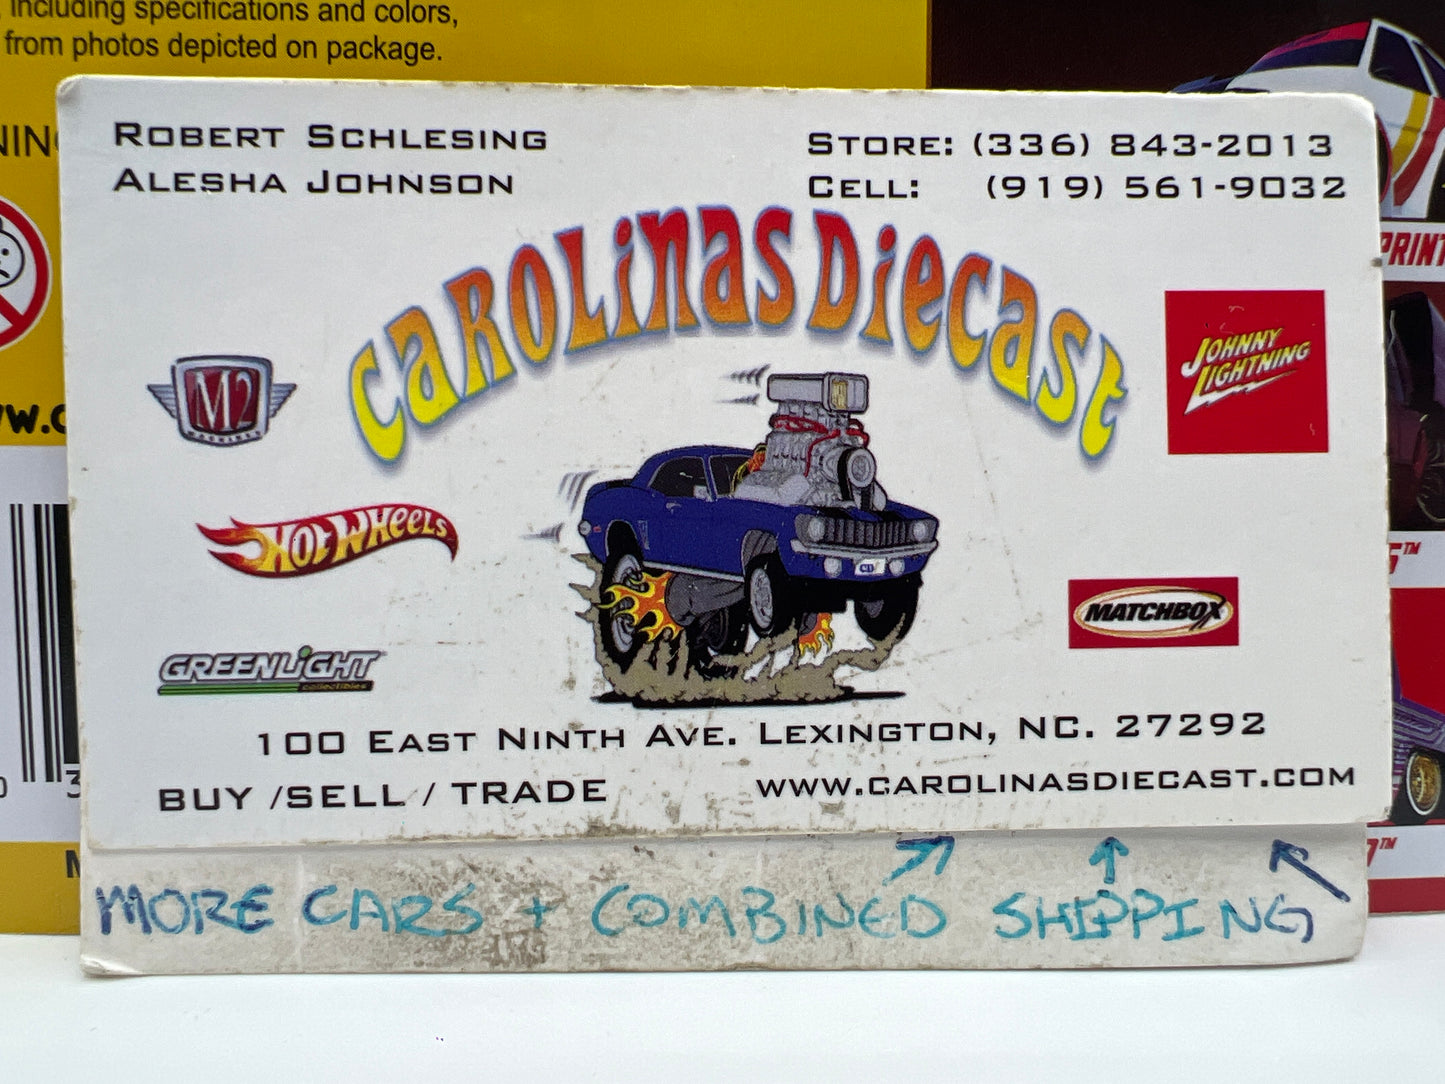 , including specifications and colors,
from photos depicted on package.
ROBERT SCHLESING
ALESHA JOHNSON
STORE: (336) 843-2013
CELL: (919) 561-9032
CAROLINAS DIECAST
M2
MACHINES
JOHNNY
LIGHTNING
HOT WHEELS
MATCHBOX
GREENLIGHT
collectibles
100 EAST NINTH AVE. LEXINGTON, NC. 27292
BUY /SELL / TRADE
WWW.CAROLINASDIECAST.COM
MORE CARS + COMBINED SHIPPING